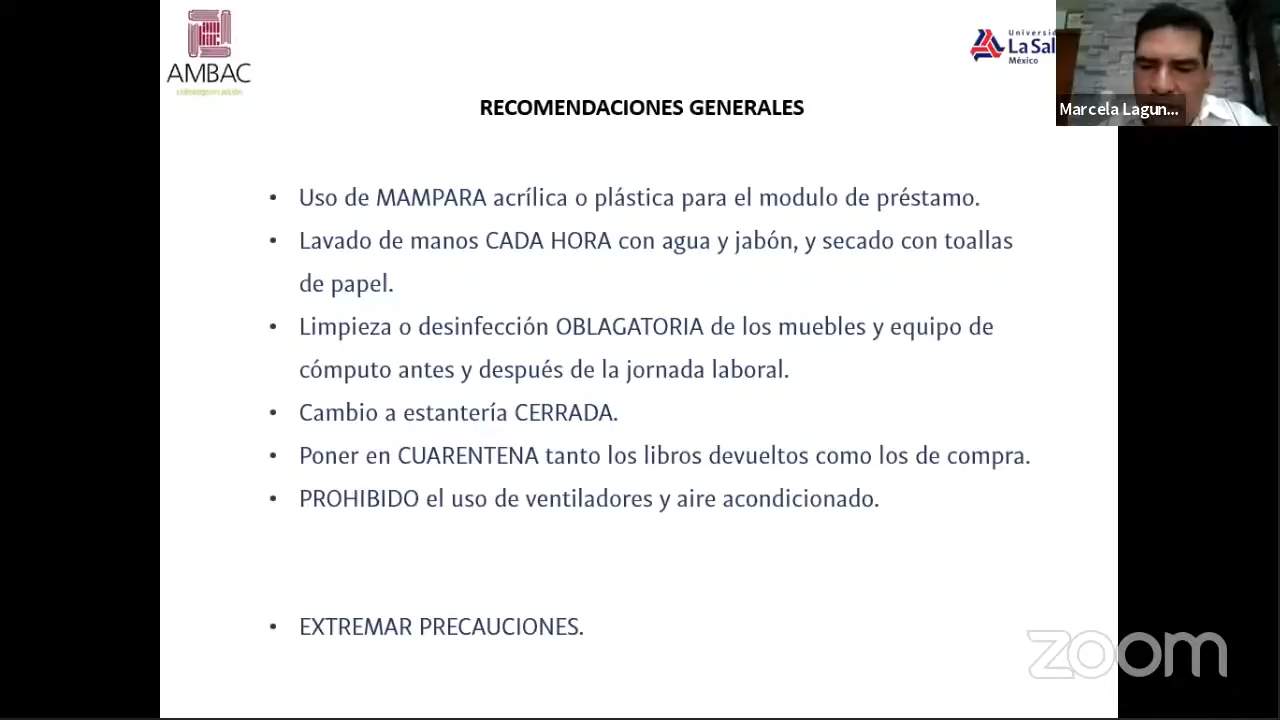 AMBAC
Universid
La Sal
México
Marcela Lagun...
RECOMENDACIONES GENERALES
• Uso de MAMPARA acrílica o plástica para el modulo de préstamo.
• Lavado de manos CADA HORA con agua y jabón, y secado con toallas
de papel.
• Limpieza o desinfección OBLAGATORIA de los muebles y equipo de
cómputo antes y después de la jornada laboral.
• Cambio a estantería CERRADA.
• Poner en CUARENTENA tanto los libros devueltos como los de compra.
• PROHIBIDO el uso de ventiladores y aire acondicionado.
• EXTREMAR PRECAUCIONES.
zoom